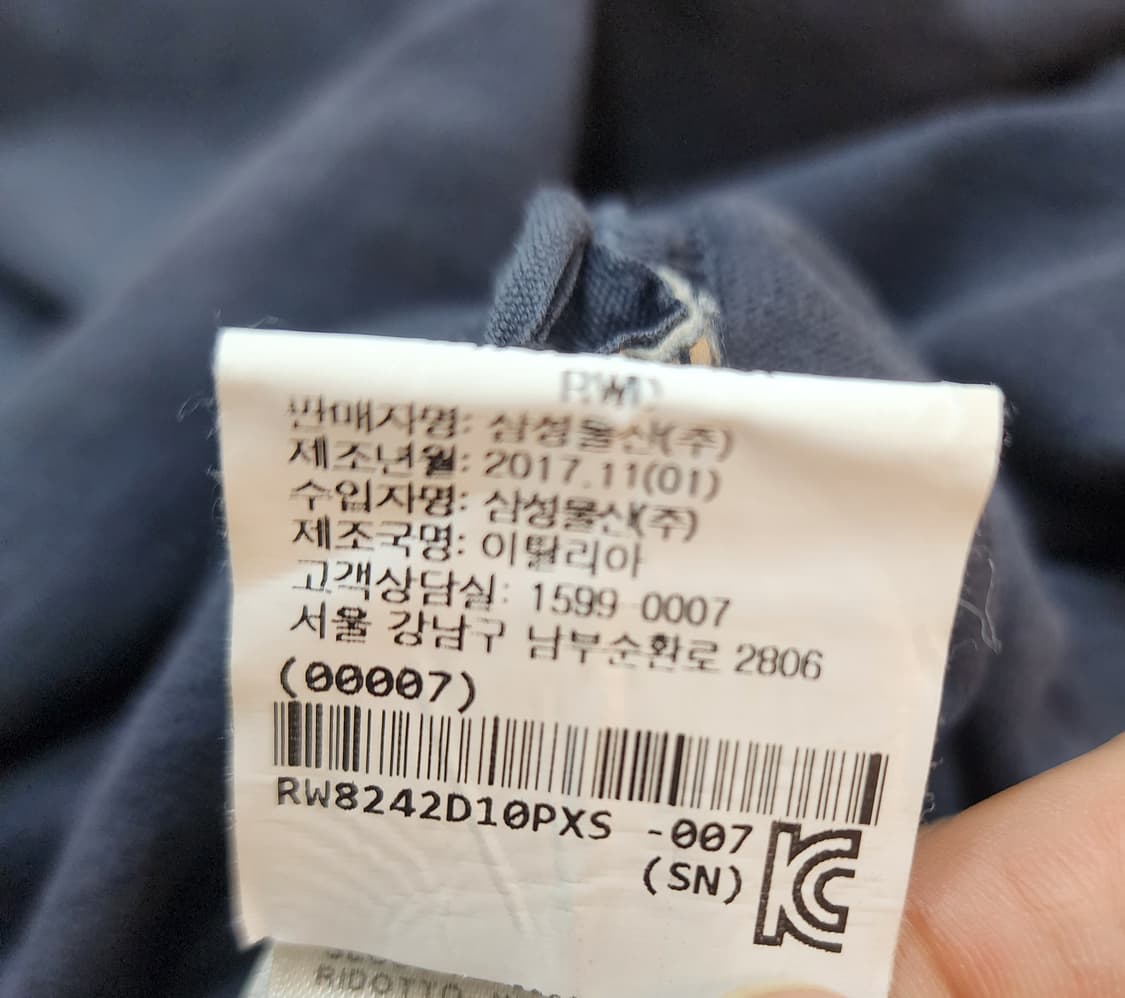 판매자명: 삼성물산(주)
제조년월: 2017.11(01)
수입자명: 삼성물산(주)
제조국명: 이탈리아
고객상담실: 1599 0007
서울 강남구 남부순환로 2806
(00007)
RW8242D10PXS -007
(SN)
KC
RIDOTTO